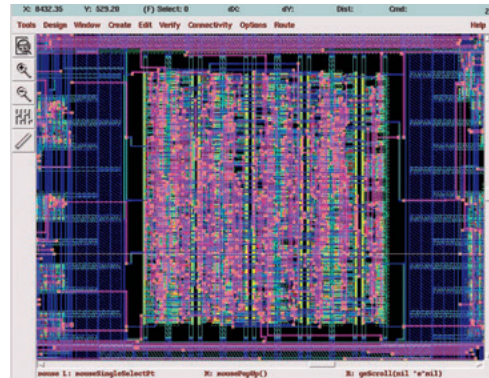 X: 8432.35 Y: 529.20 (F) Select: 0 dX: dY: Dist: Cmd:
Tools Design Window Create Edit Verify Connectivity Options Route Help
mouse L: mouseSingleSelectPt M: mousePopUp() R: geScroll(nil "n" nil)